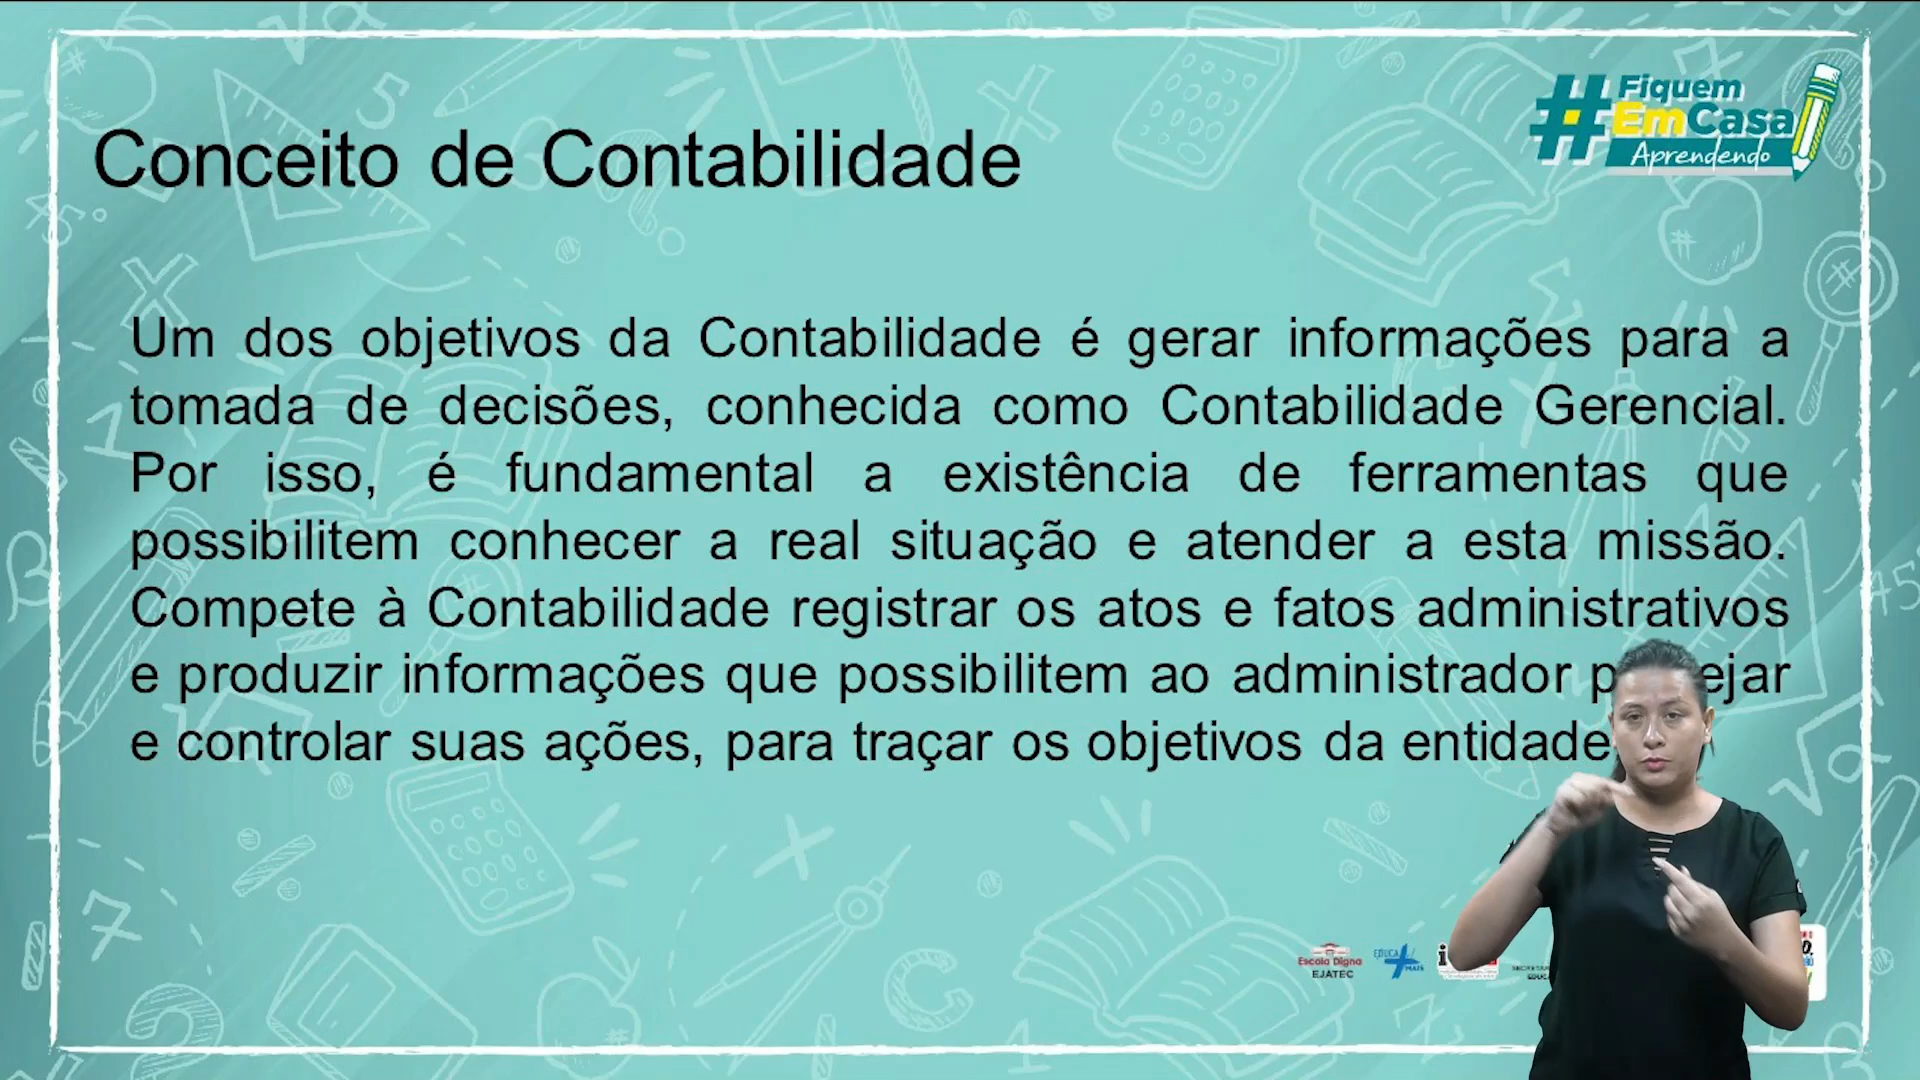 #Fiquem
EmCasa
Aprendendo
Conceito de Contabilidade
Um dos objetivos da Contabilidade é gerar informações para a
tomada de decisões, conhecida como Contabilidade Gerencial.
Por isso, é fundamental a existência de ferramentas que
possibilitem conhecer a real situação e atender a esta missão.
Compete à Contabilidade registrar os atos e fatos administrativos
e produzir informações que possibilitem ao administrador
e controlar suas ações, para traçar os objetivos da entidade
Escola Digna
EJATEC
EDUCA
MAIS